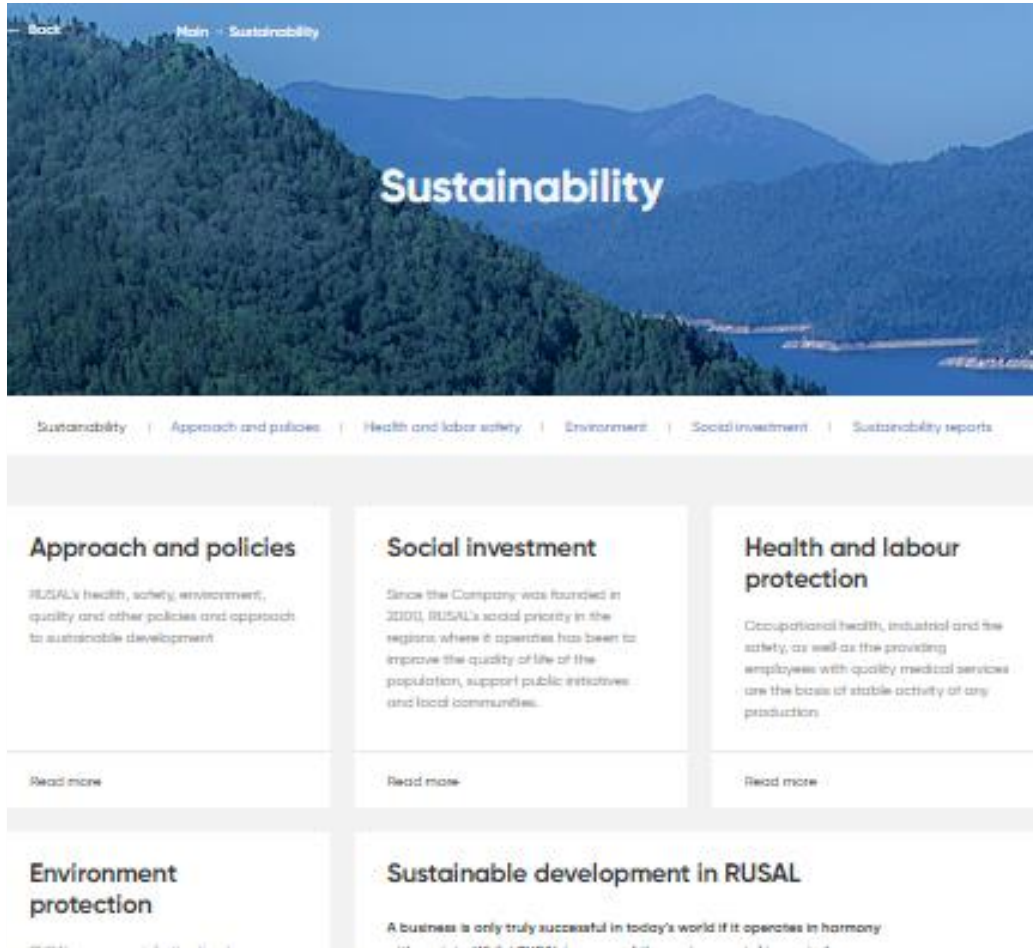 ← Back
Main - Sustainability
Sustainability
Sustainability | Approach and policies | Health and labor safety | Environment | Social investment | Sustainability reports
Approach and policies
RUSAL's health, safety, environment,
quality and other policies and approach
to sustainable development
Read more
Social investment
Since the Company was founded in
2000, RUSAL's social priority in the
regions where it operates has been to
improve the quality of life of the
population, support public initiatives
and local communities.
Read more
Health and labour
protection
Occupational health, industrial and fire
safety, as well as the providing
employees with quality medical services
are the basis of stable activity of any
production
Read more
Environment
protection
Sustainable development in RUSAL
A business is only truly successful in today's world if it operates in harmony